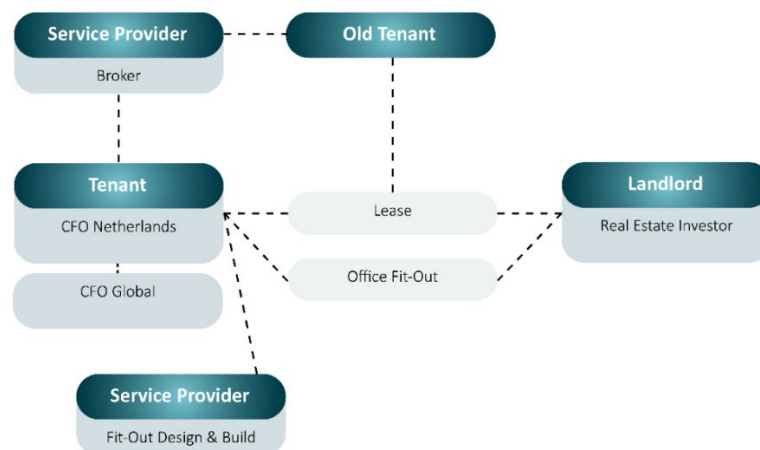 Service Provider
Broker
Old Tenant
Tenant
CFO Netherlands
CFO Global
Lease
Office Fit-Out
Landlord
Real Estate Investor
Service Provider
Fit-Out Design & Build